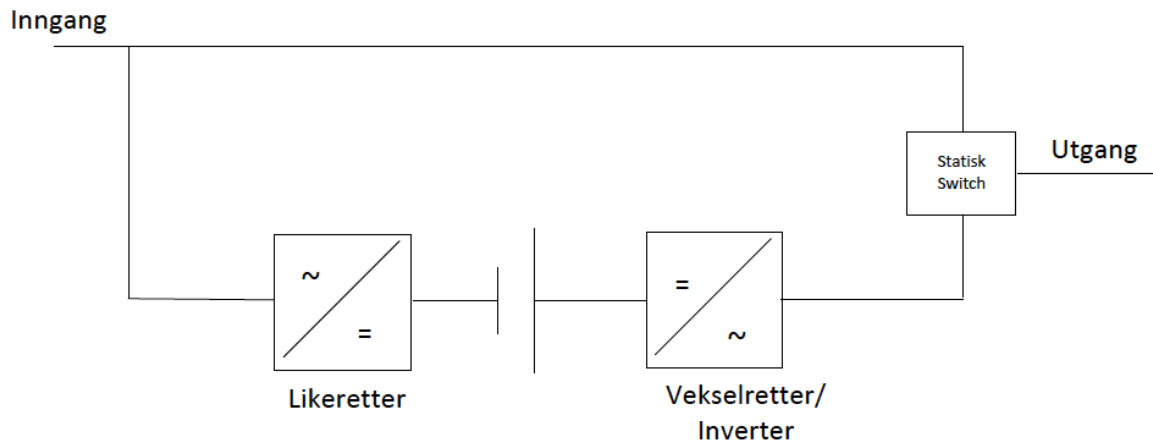 Inngang
Statisk
Switch
Utgang
~
=
=
~
Likeretter
Vekselretter/
Inverter